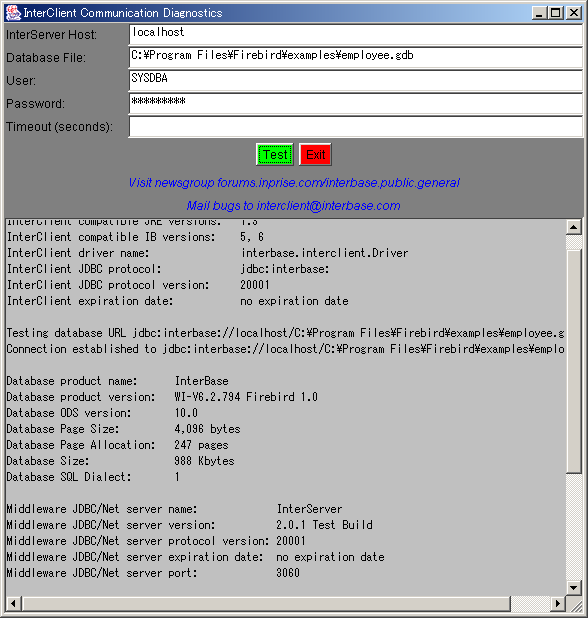 InterClient Communication Diagnostics
InterServer Host: localhost
Database File: C:¥Program Files¥Firebird¥examples¥employee.gdb
User: SYSDBA
Password: *********
Timeout (seconds):
Test Exit
Visit newsgroup forums.inprise.com/interbase.public.general
Mail bugs to interclient@interbase.com
InterClient compatible JRE versions: 1.3
InterClient compatible IB versions: 5, 6
InterClient driver name: interbase.interclient.Driver
InterClient JDBC protocol: jdbc:interbase:
InterClient JDBC protocol version: 20001
InterClient expiration date: no expiration date
Testing database URL jdbc:interbase://localhost/C:¥Program Files¥Firebird¥examples¥employee.g
Connection established to jdbc:interbase://localhost/C:¥Program Files¥Firebird¥examples¥emplo
Database product name: InterBase
Database product version: WI-V6.2.794 Firebird 1.0
Database ODS version: 10.0
Database Page Size: 4,096 bytes
Database Page Allocation: 247 pages
Database Size: 988 Kbytes
Database SQL Dialect: 1
Middleware JDBC/Net server name: InterServer
Middleware JDBC/Net server version: 2.0.1 Test Build
Middleware JDBC/Net server protocol version: 20001
Middleware JDBC/Net server expiration date: no expiration date
Middleware JDBC/Net server port: 3060